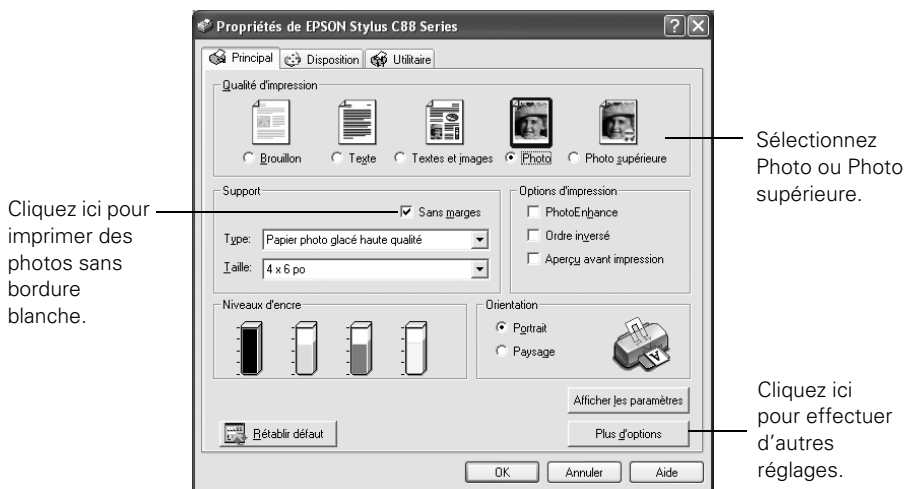 Propriétés de EPSON Stylus C88 Series
Principal
Disposition
Utilitaire
Qualité d'impression
Brouillon
Texte
Textes et images
Photo
Photo supérieure
Sélectionnez
Photo ou Photo
supérieure.
Cliquez ici pour
imprimer des
photos sans
bordure
blanche.
Support
Sans marges
Type: Papier photo glacé haute qualité
Taille: 4 x 6 po
Options d'impression
PhotoEnhance
Ordre inversé
Aperçu avant impression
Niveaux d'encre
Orientation
Portrait
Paysage
A
Afficher les paramètres
Rétablir défaut
Plus d'options
Cliquez ici
pour effectuer
d'autres
réglages.
OK
Annuler
Aide